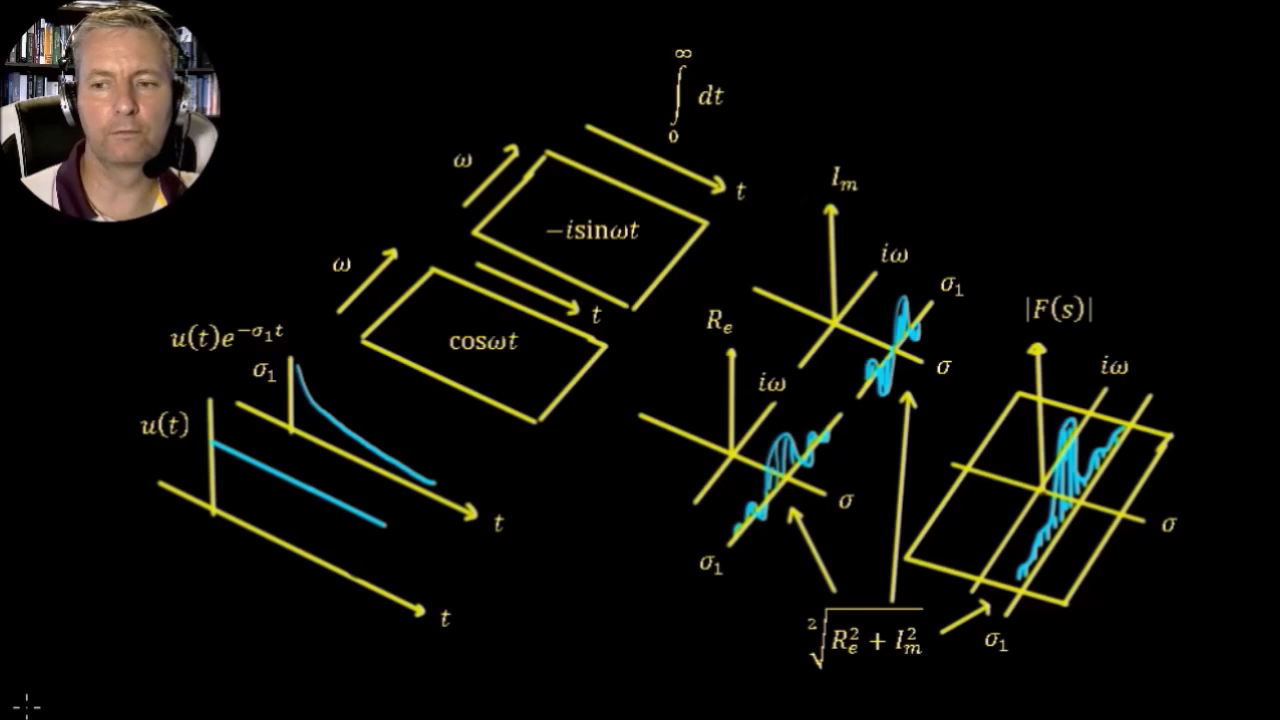 ∞
∫ dt
0
ω
t
I_m
−isinωt
iω
ω
σ₁
t
R_e
|F(s)|
u(t)e^{−σ₁t}
cosωt
σ
iω
σ₁
iω
u(t)
σ
t
σ
σ₁
t
²√(R_e² + I_m²)
σ₁